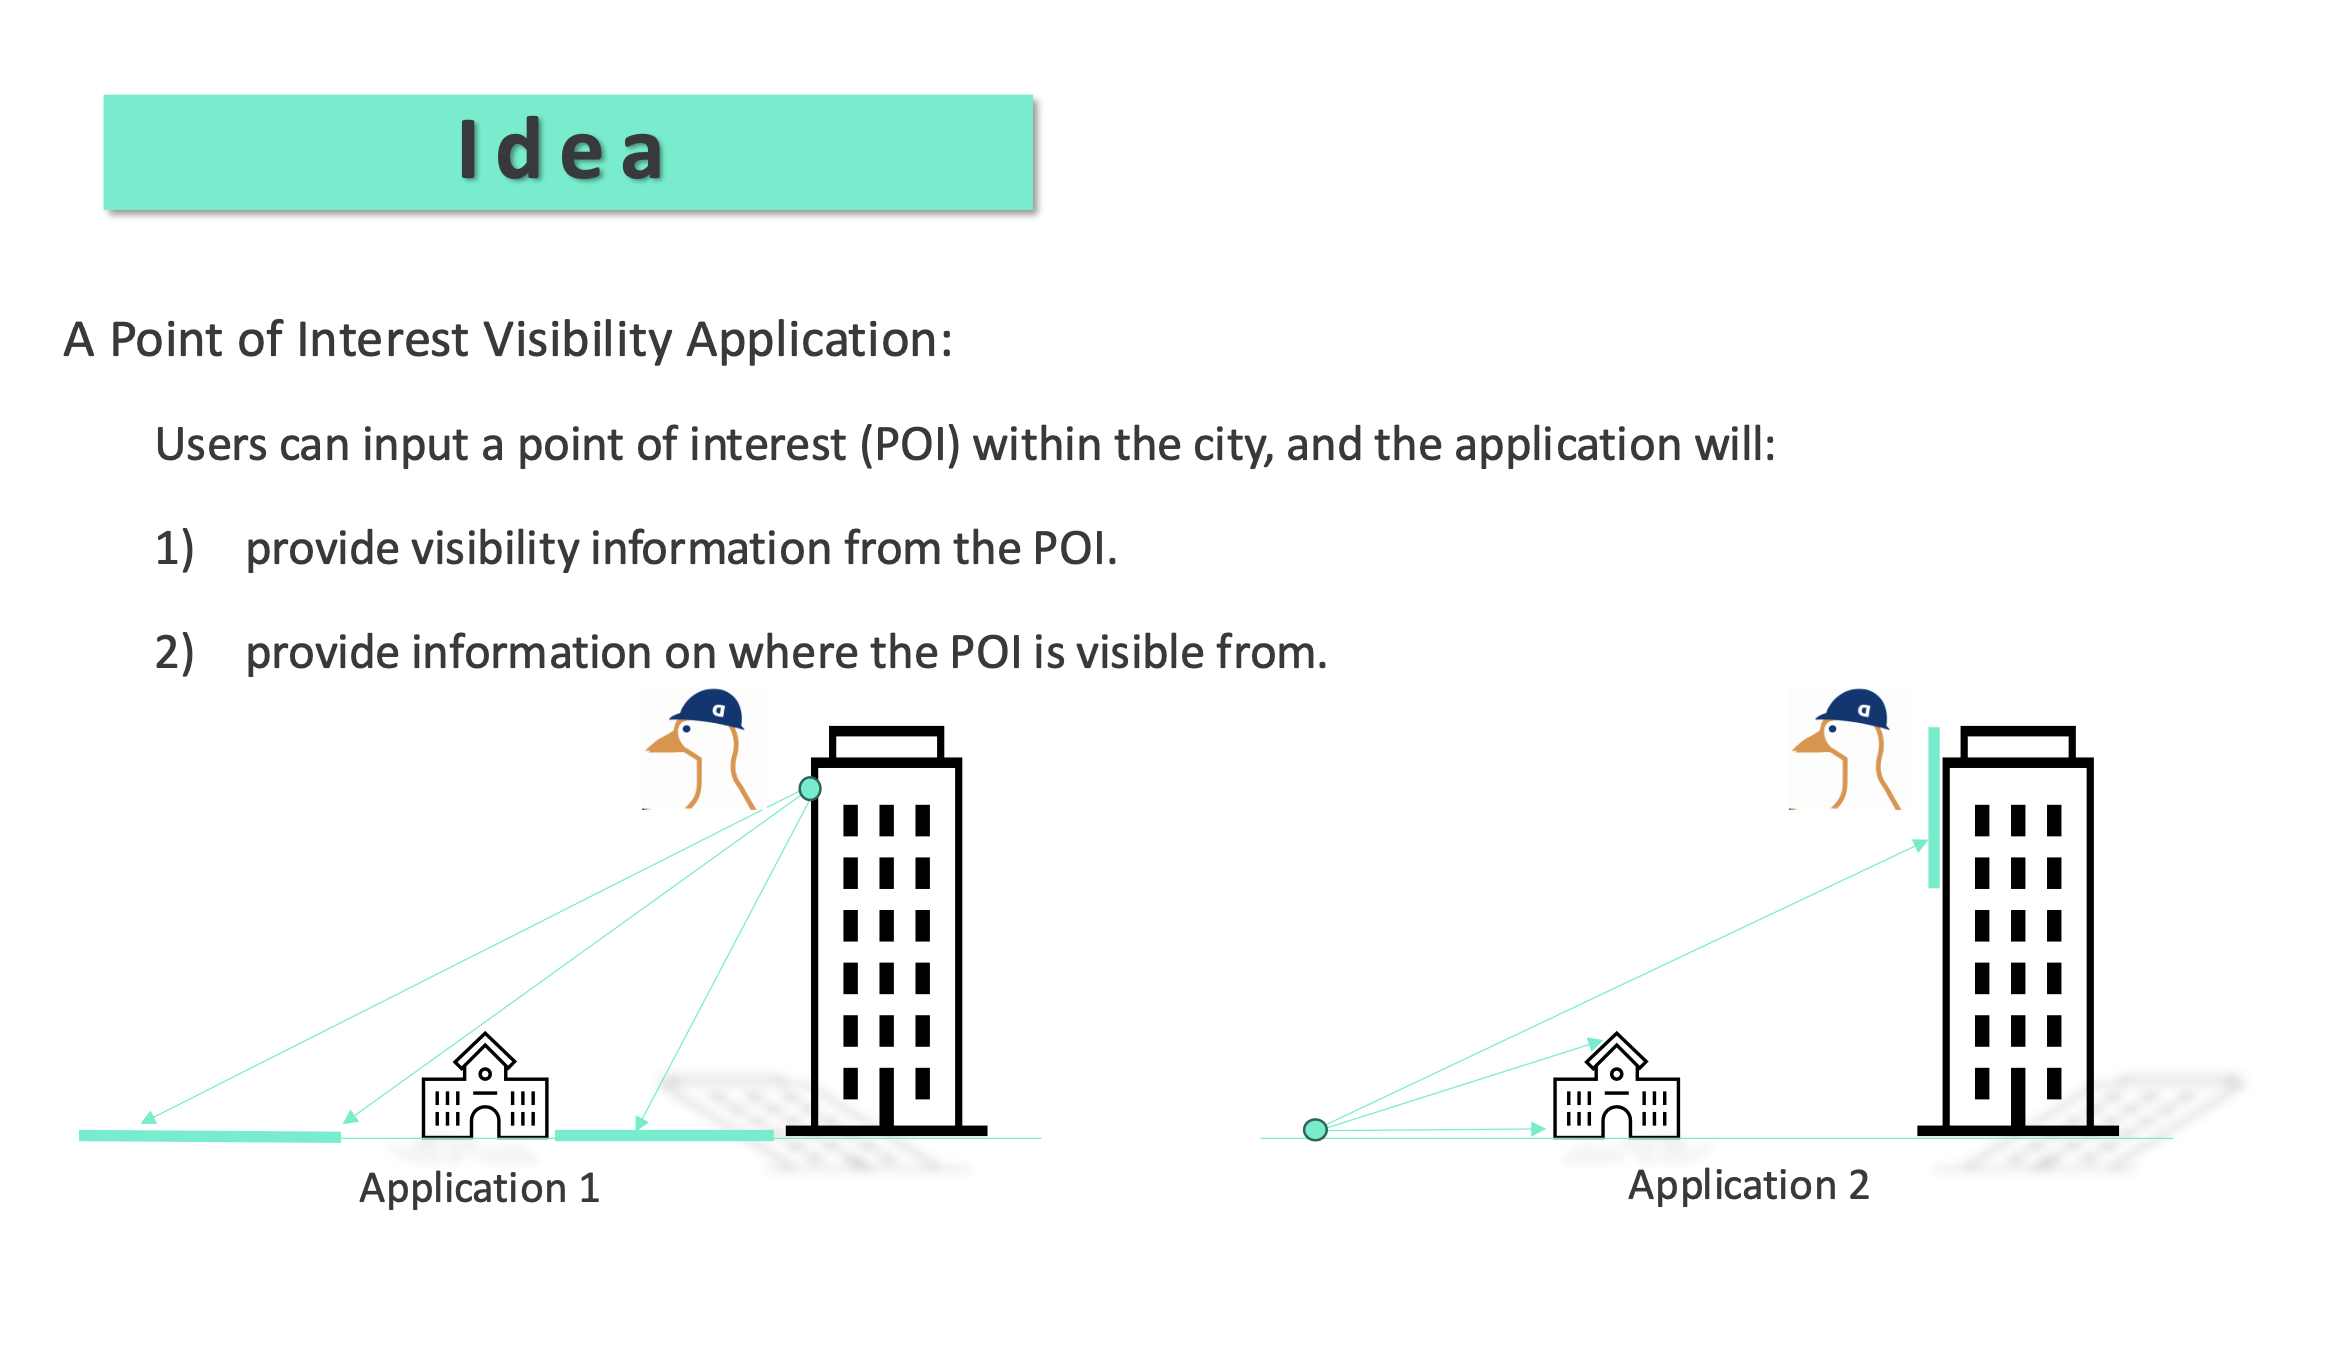 Idea
A Point of Interest Visibility Application:
Users can input a point of interest (POI) within the city, and the application will:
1) provide visibility information from the POI.
2) provide information on where the POI is visible from.
Application 1
Application 2